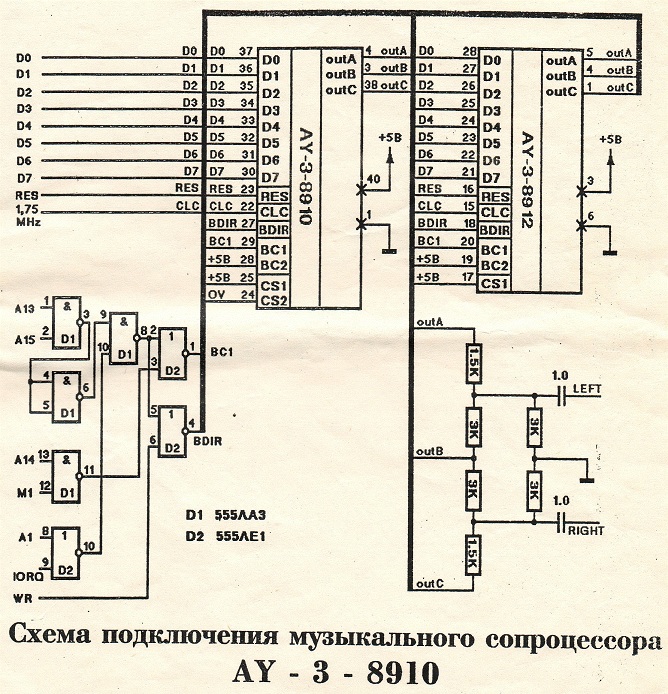 D0 D0 D0 37 D0 4 outA D0 28 D0 5 outA
D1 D1 D1 36 D1 outA 3 outB D1 27 D1 outA 4 outB
D2 D2 D2 35 D2 outB 38 outC D2 26 D2 outB 1 outC
D3 D3 D3 34 D3 outC D3 25 D3 outC
D4 D4 D4 33 D4 D4 24 D4
D5 D5 D5 32 D5 +5В D5 23 D5 +5В
D6 D6 D6 31 D6 D6 22 D6
D7 D7 D7 30 D7 40 D7 21 D7 3
RES RES RES 23 RES RES 16 RES
1,75 MHz CLC CLC 22 CLC 1 CLC 15 CLC 6
BDIR 27 BDIR BDIR 18 BDIR
BC1 29 BC1 BC1 20 BC1
+5В 28 BC2 +5В 19 BC2
+5В 25 CS1 +5В 17 CS1
OV 24 CS2
AY-3-8910
AY-3-8912
A13 1 & 3 9 & 8 2 1 1 BC1
A15 2 D1 10 D1 3 D2
4 6
5 D1 5 1 4 BDIR
6 D2
A14 13 & 11
M1 12 D1
A1 8 1 10
IORQ 9 D2
WR
D1 555ЛА3
D2 555ЛЕ1
outA
1.5K
1.0 LEFT
3K 3K
outB
3K 3K
1.0 RIGHT
1.5K
outC
Схема подключения музыкального сопроцессора
AY - 3 - 8910